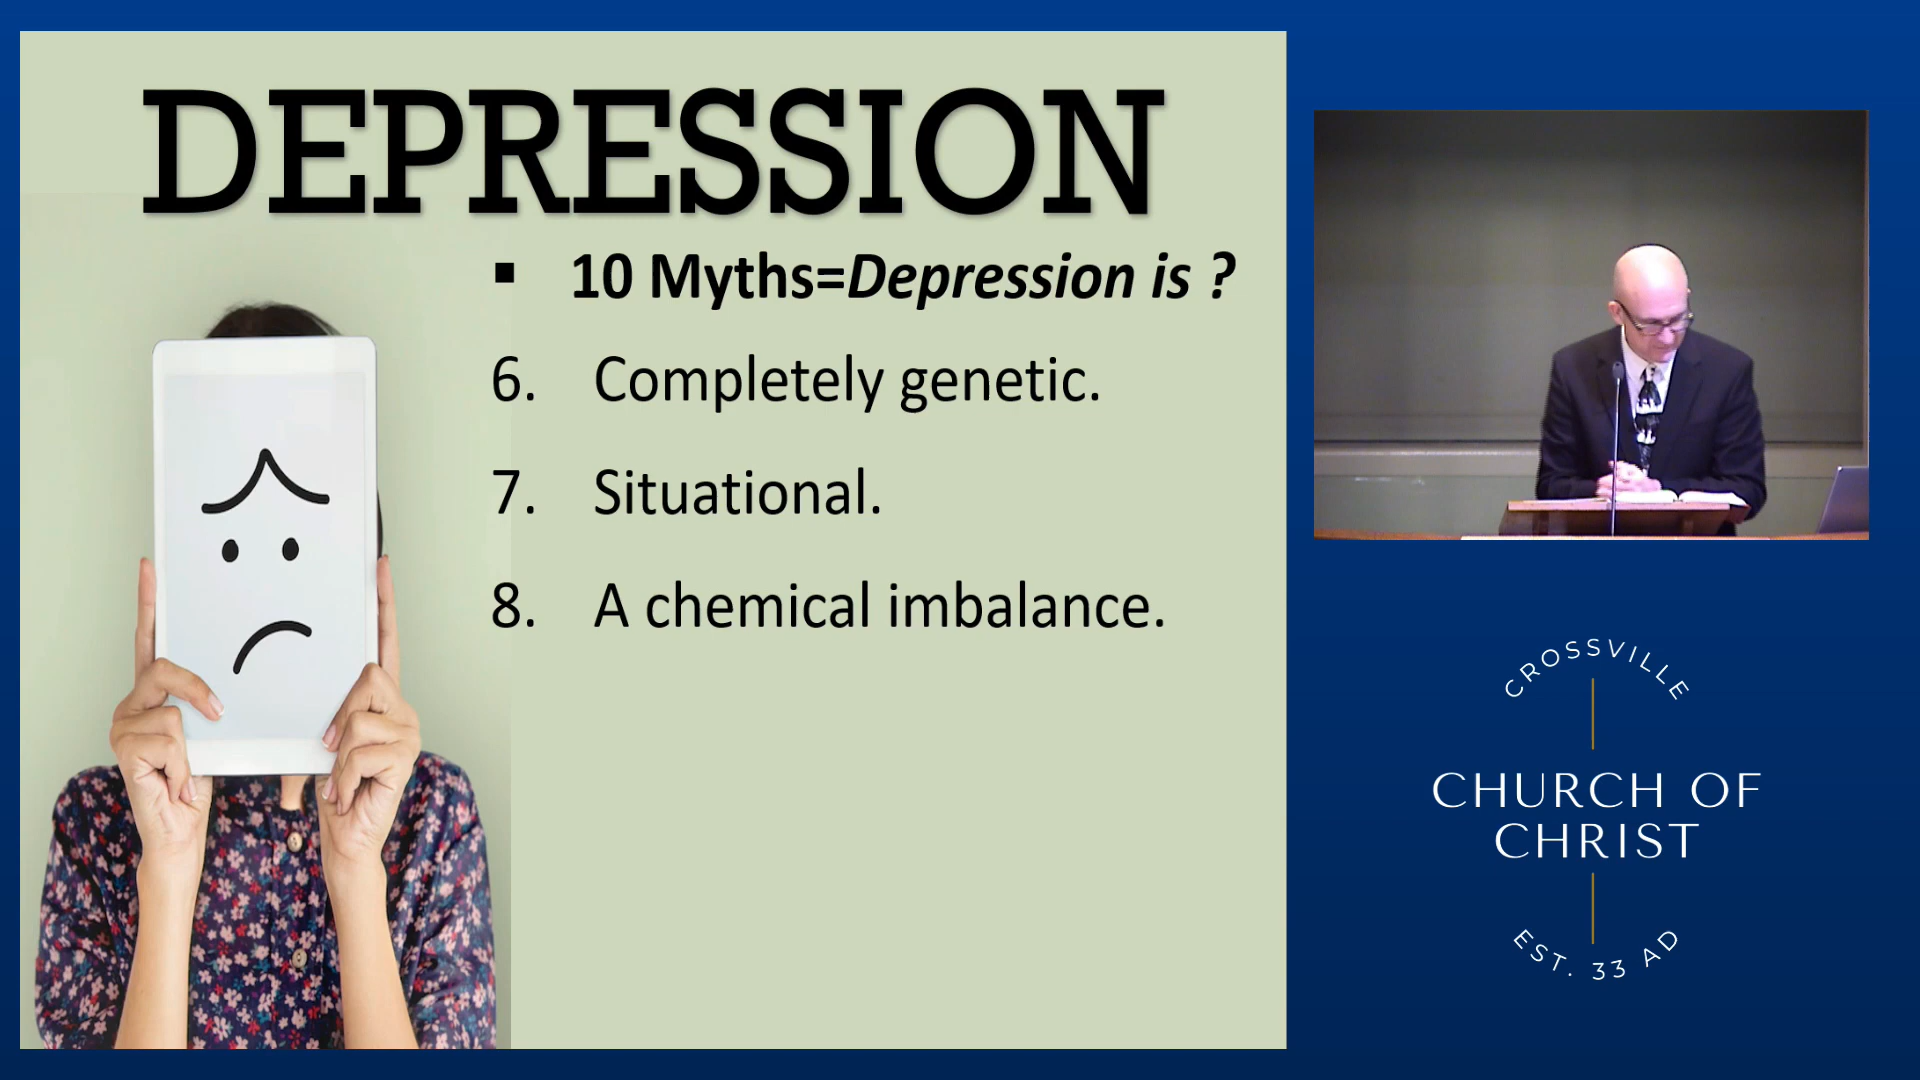 DEPRESSION
▪ 10 Myths=Depression is ?
6. Completely genetic.
7. Situational.
8. A chemical imbalance.
CROSSVILLE
CHURCH OF
CHRIST
EST. 33 AD